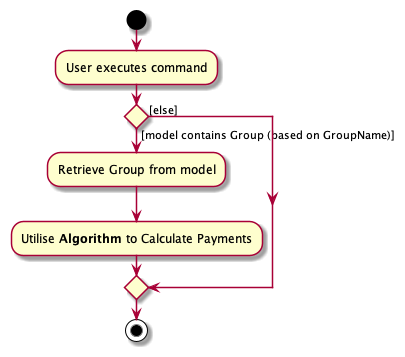 User executes command
[else]
[model contains Group (based on GroupName)]
Retrieve Group from model
Utilise Algorithm to Calculate Payments